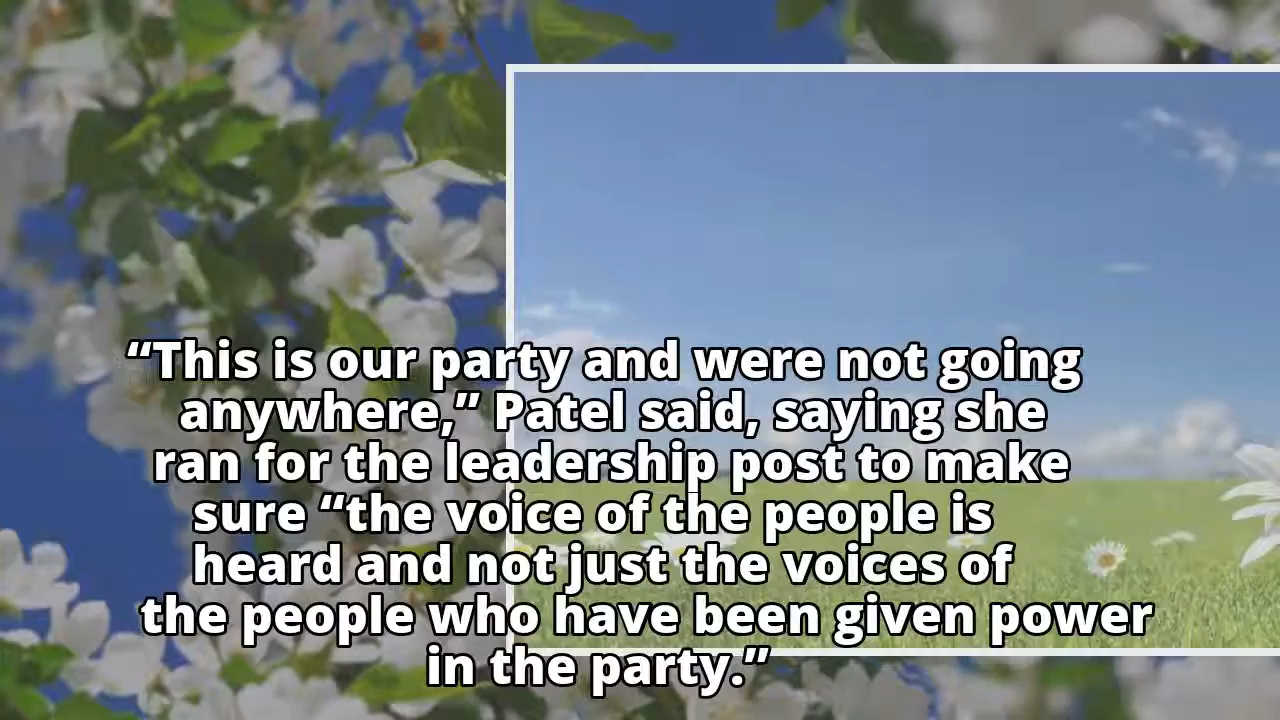 “This is our party and were not going
anywhere,” Patel said, saying she
ran for the leadership post to make
sure “the voice of the people is
heard and not just the voices of
the people who have been given power
in the party.”